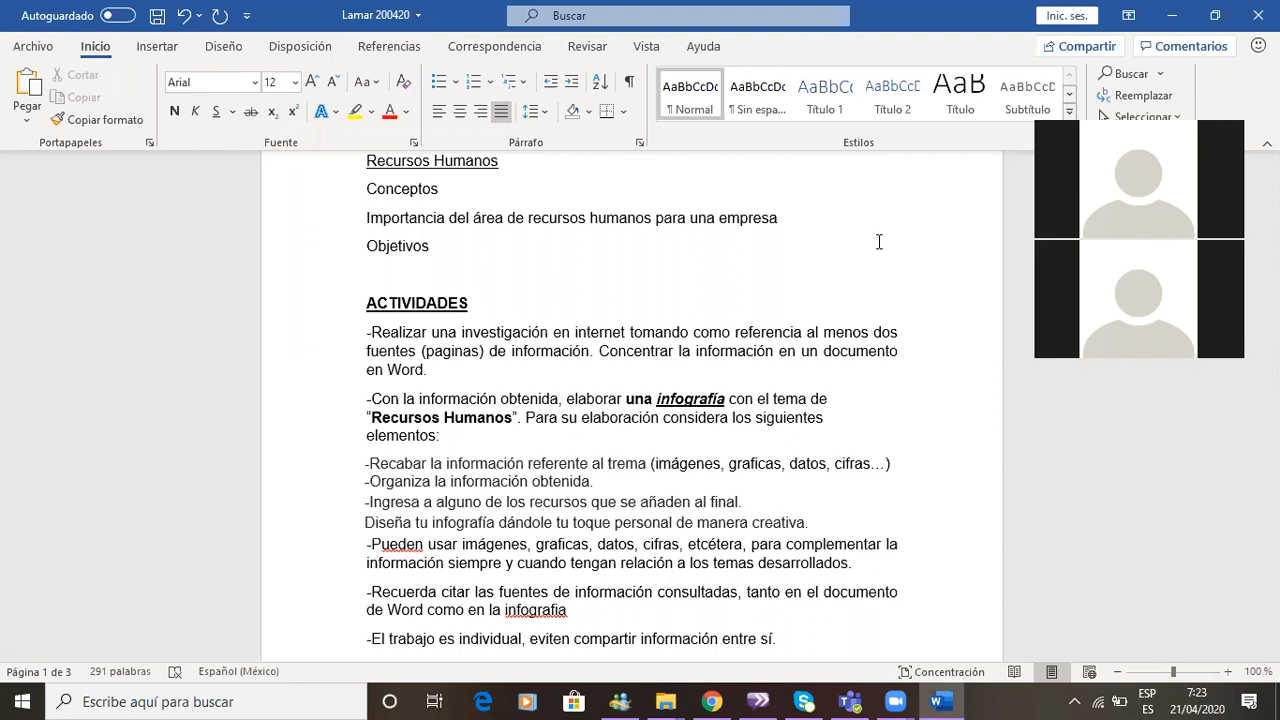 Autoguardado
Lamar 200420
Buscar
Inic. ses.
Archivo Inicio Insertar Diseño Disposición Referencias Correspondencia Revisar Vista Ayuda
Compartir Comentarios
Pegar
Cortar
Copiar
Copiar formato
Arial 12
AaBbCcDc AaBbCcDc AaBbCc AaBbCcDc AaB AaBbCcDc
¶ Normal ¶ Sin espa... Título 1 Título 2 Título Subtítulo
Buscar
Reemplazar
Seleccionar
Portapapeles Fuente Párrafo Estilos
Recursos Humanos
Conceptos
Importancia del área de recursos humanos para una empresa
Objetivos
ACTIVIDADES
-Realizar una investigación en internet tomando como referencia al menos dos
fuentes (paginas) de información. Concentrar la información en un documento
en Word.
-Con la información obtenida, elaborar una infografía con el tema de
“Recursos Humanos”. Para su elaboración considera los siguientes
elementos:
-Recabar la información referente al trema (imágenes, graficas, datos, cifras…)
-Organiza la información obtenida.
-Ingresa a alguno de los recursos que se añaden al final.
Diseña tu infografía dándole tu toque personal de manera creativa.
-Pueden usar imágenes, graficas, datos, cifras, etcétera, para complementar la
información siempre y cuando tengan relación a los temas desarrollados.
-Recuerda citar las fuentes de información consultadas, tanto en el documento
de Word como en la infografia
-El trabajo es individual, eviten compartir información entre sí.
Página 1 de 3 291 palabras Español (México) Concentración 100 %
Escribe aquí para buscar
ESP
ES
7:23
21/04/2020